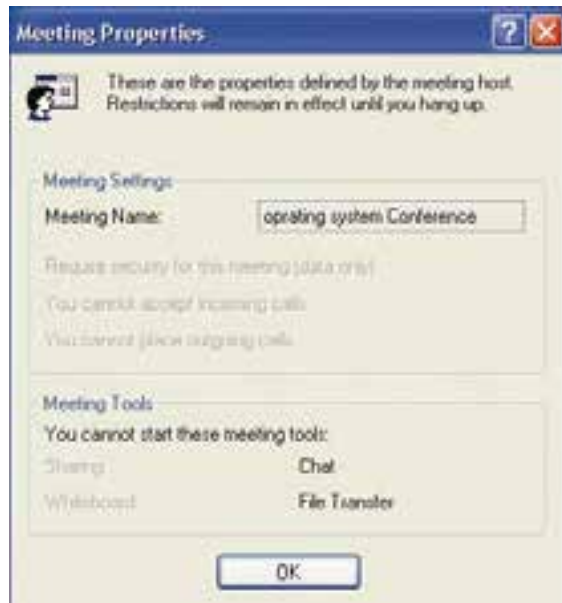 Meeting Properties
These are the properties defined by the meeting host.
Restrictions will remain in effect until you hang up.
Meeting Settings
Meeting Name: oprating system Conference
Require security for this meeting (data only)
You cannot accept incoming calls
You cannot place outgoing calls
Meeting Tools
You cannot start these meeting tools:
Sharing Chat
Whiteboard File Transfer
OK